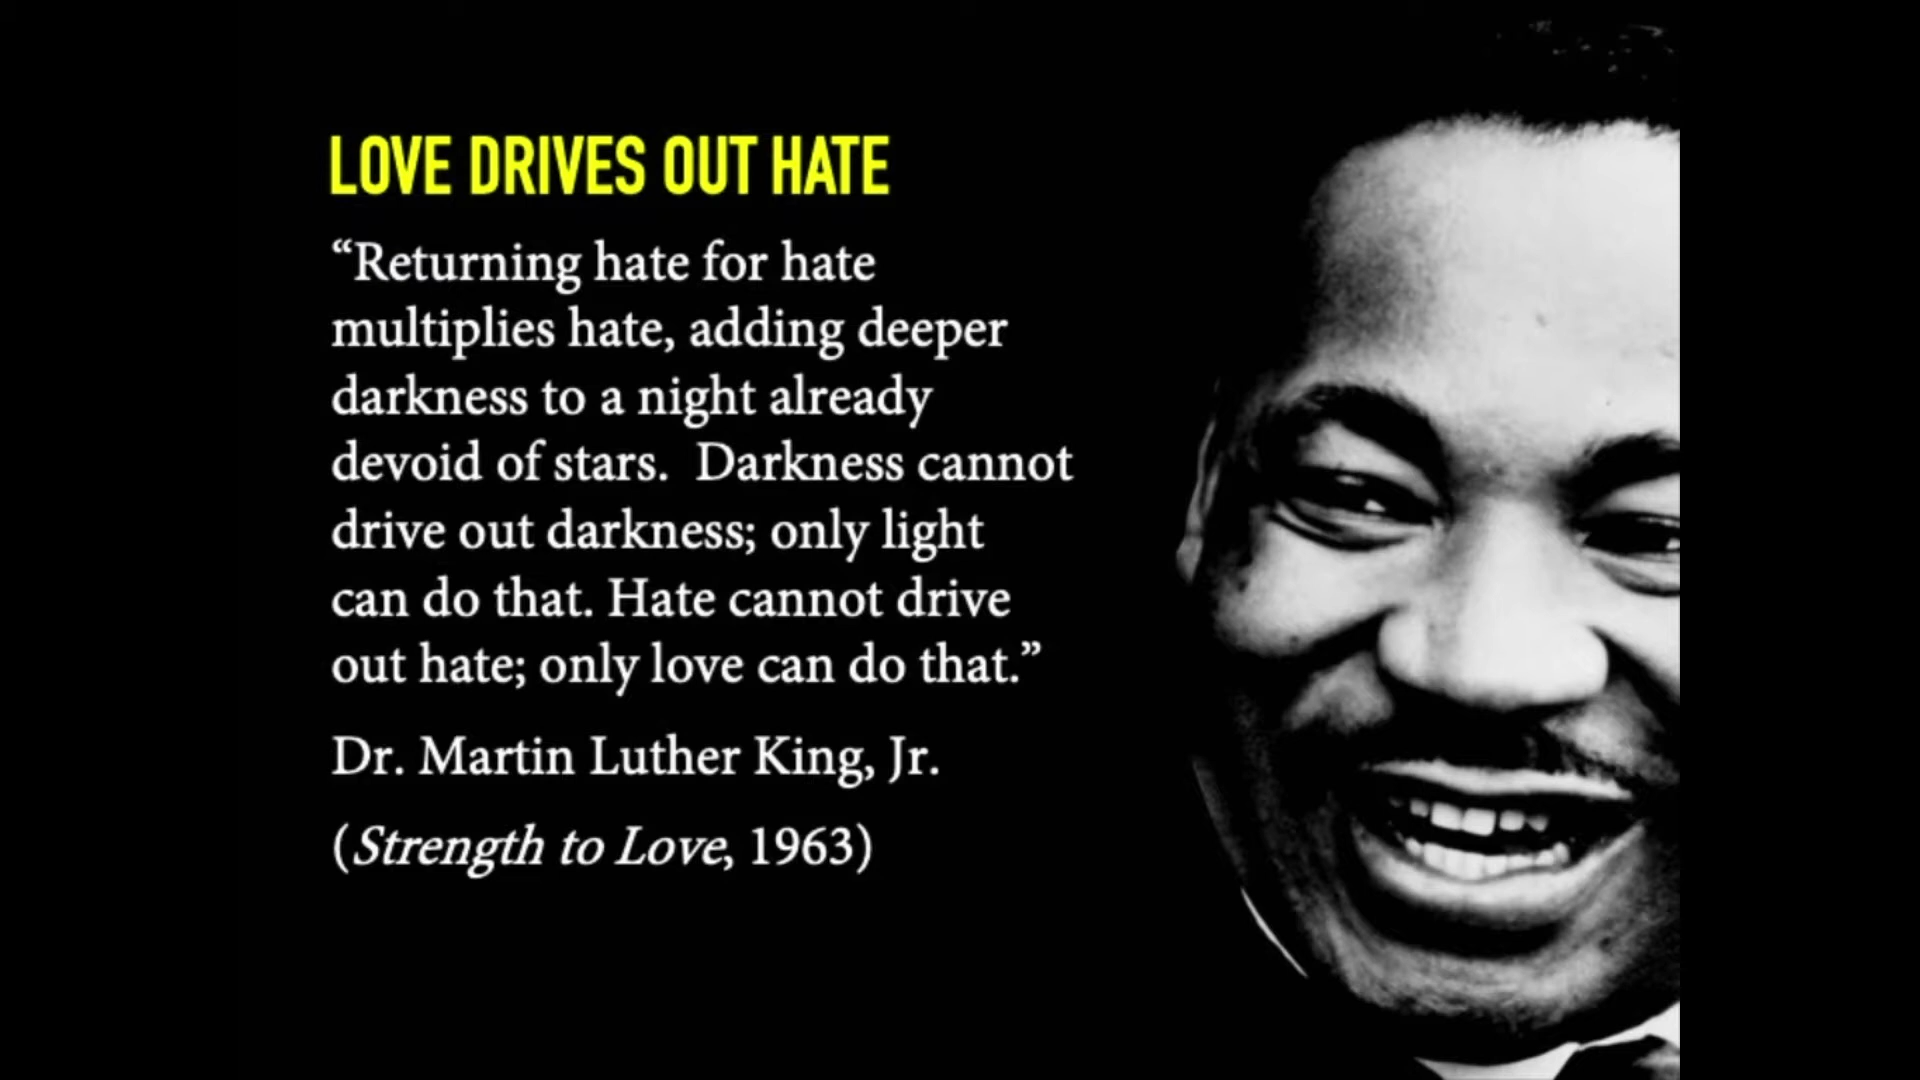 LOVE DRIVES OUT HATE
“Returning hate for hate
multiplies hate, adding deeper
darkness to a night already
devoid of stars.  Darkness cannot
drive out darkness; only light
can do that. Hate cannot drive
out hate; only love can do that.”
Dr. Martin Luther King, Jr.
(Strength to Love, 1963)